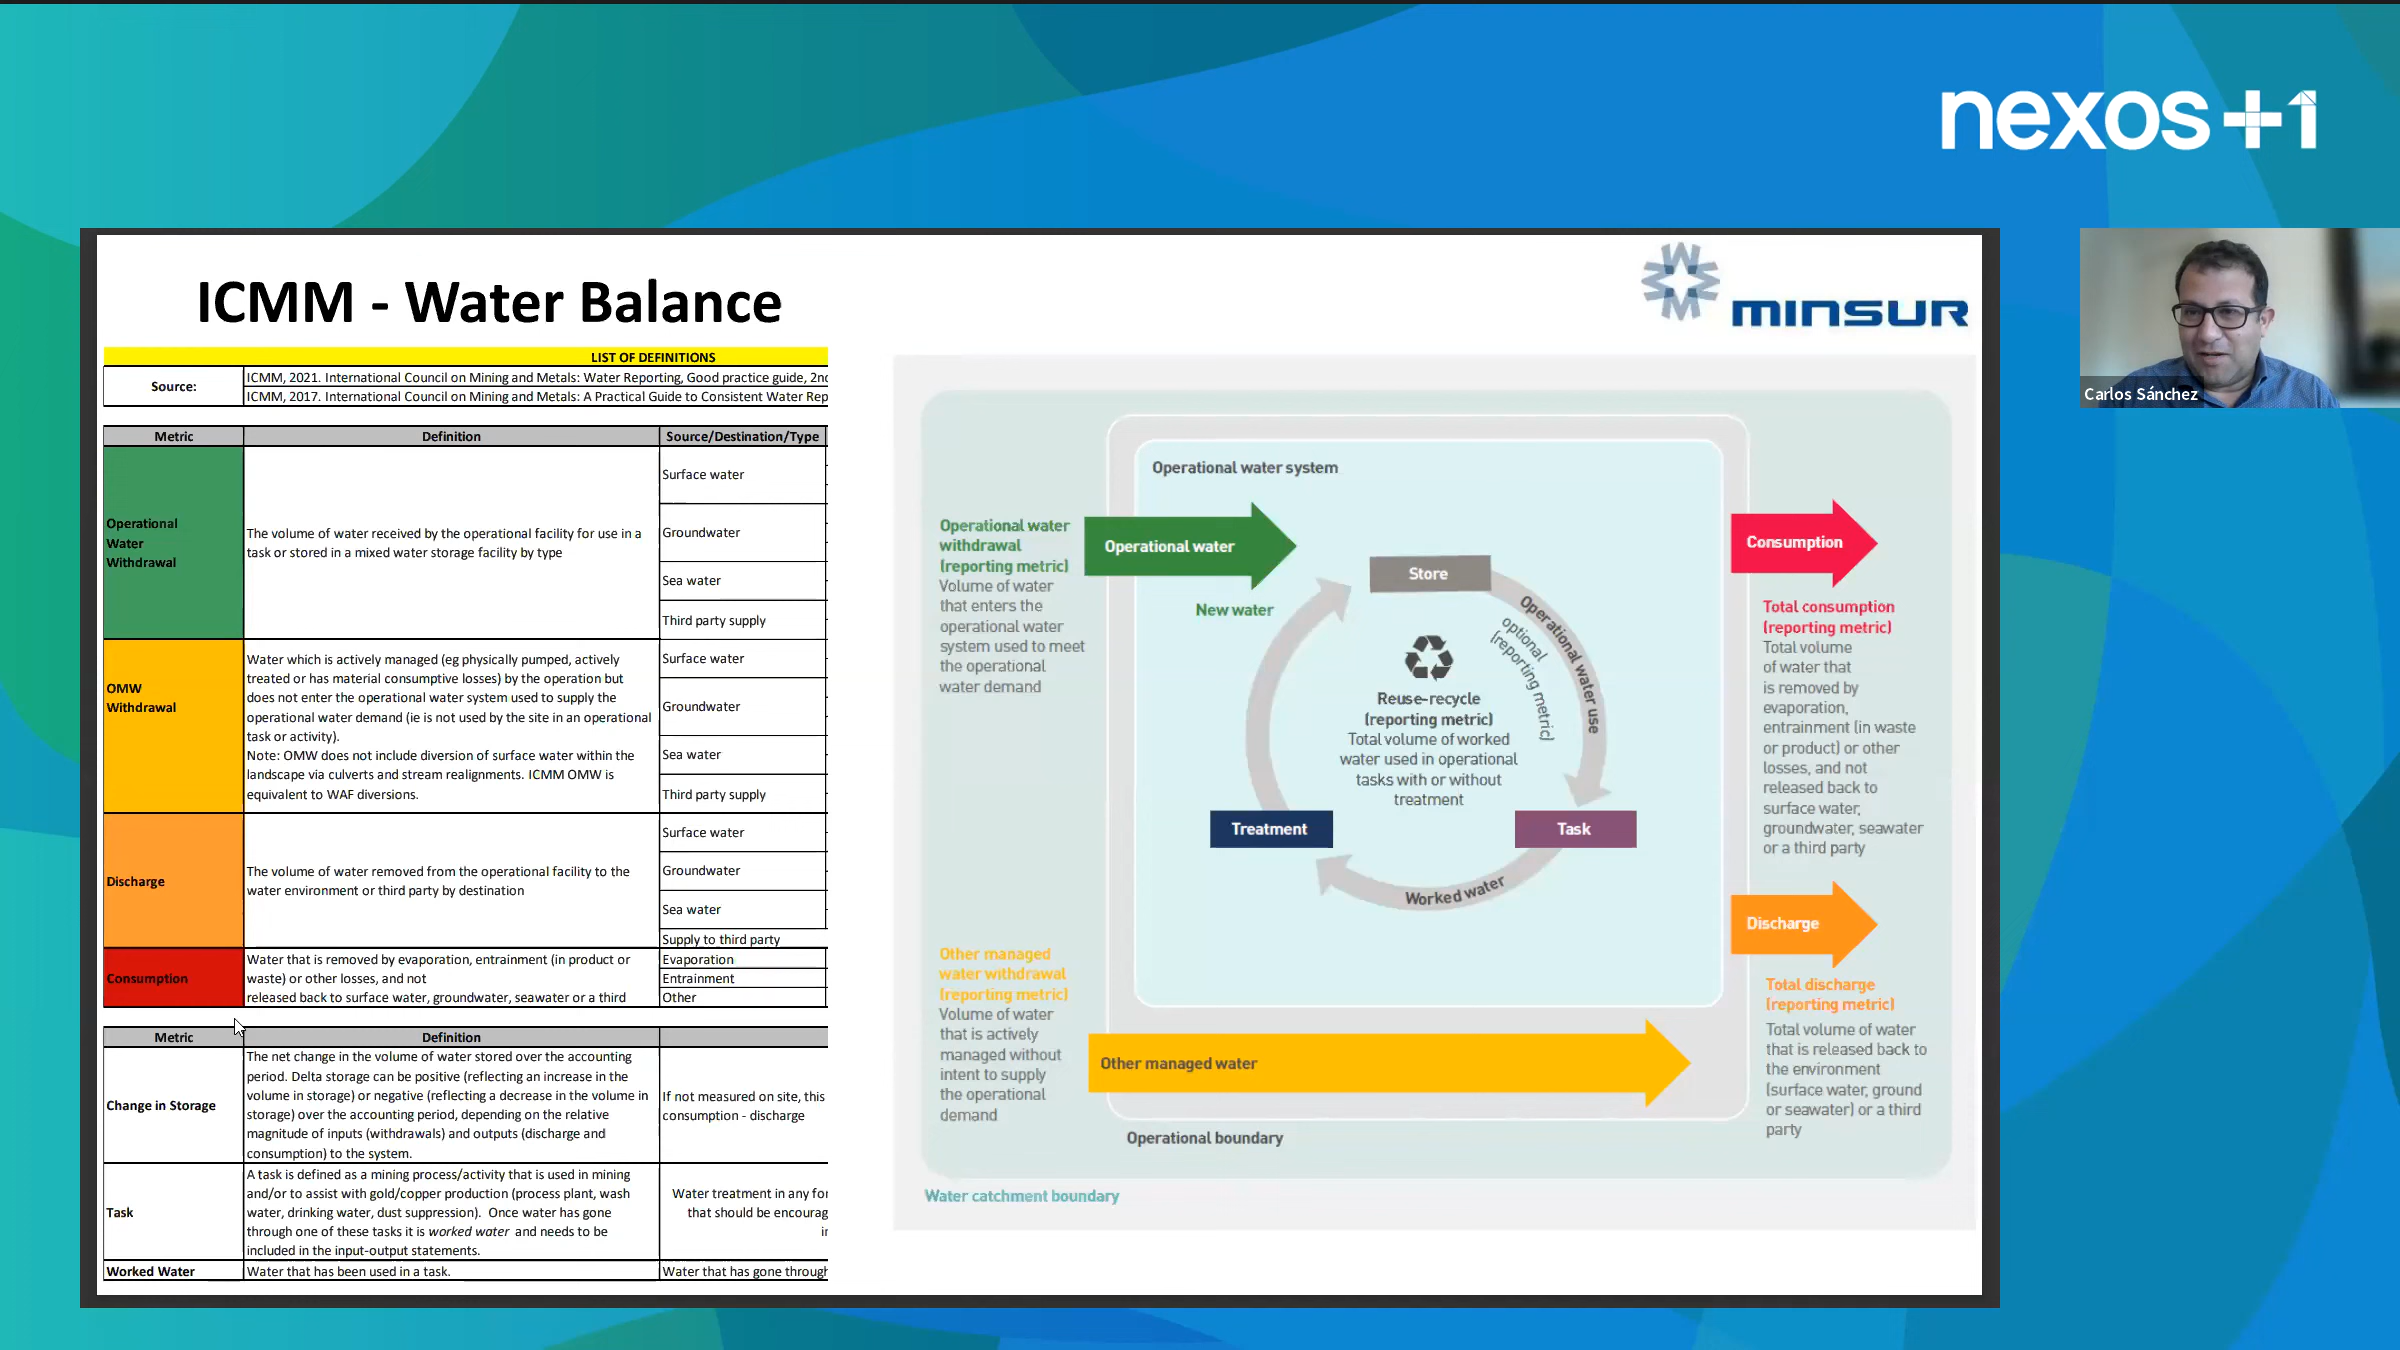 nexos+1
ICMM - Water Balance
MINSUR
LIST OF DEFINITIONS
Source:
ICMM, 2021. International Council on Mining and Metals: Water Reporting, Good practice guide, 2nd
ICMM, 2017. International Council on Mining and Metals: A Practical Guide to Consistent Water Rep
Metric
Definition
Source/Destination/Type
Operational
Water
Withdrawal
The volume of water received by the operational facility for use in a
task or stored in a mixed water storage facility by type
Surface water
Groundwater
Sea water
Third party supply
OMW
Withdrawal
Water which is actively managed (eg physically pumped, actively
treated or has material consumptive losses) by the operation but
does not enter the operational water system used to supply the
operational water demand (ie is not used by the site in an operational
task or activity).
Note: OMW does not include diversion of surface water within the
landscape via culverts and stream realignments. ICMM OMW is
equivalent to WAF diversions.
Surface water
Groundwater
Sea water
Third party supply
Discharge
The volume of water removed from the operational facility to the
water environment or third party by destination
Surface water
Groundwater
Sea water
Supply to third party
Consumption
Water that is removed by evaporation, entrainment (in product or
waste) or other losses, and not
released back to surface water, groundwater, seawater or a third
Evaporation
Entrainment
Other
Metric
Definition
Change in Storage
The net change in the volume of water stored over the accounting
period. Delta storage can be positive (reflecting an increase in the
volume in storage) or negative (reflecting a decrease in the volume in
storage) over the accounting period, depending on the relative
magnitude of inputs (withdrawals) and outputs (discharge and
consumption) to the system.
If not measured on site, this
consumption - discharge
Task
A task is defined as a mining process/activity that is used in mining
and/or to assist with gold/copper production (process plant, wash
water, drinking water, dust suppression). Once water has gone
through one of these tasks it is worked water and needs to be
included in the input-output statements.
Water treatment in any for
that should be encourag
Worked Water
Water that has been used in a task.
Water that has gone through
Operational water system
Operational water
withdrawal
(reporting metric)
Volume of water
that enters the
operational water
system used to meet
the operational
water demand
Operational water
New water
Store
Operational water use
optional
(reporting metric)
Reuse-recycle
(reporting metric)
Total volume of worked
water used in operational
tasks with or without
treatment
Treatment
Task
Worked water
Consumption
Total consumption
(reporting metric)
Total volume
of water that
is removed by
evaporation,
entrainment (in waste
or product) or other
losses, and not
released back to
surface water,
groundwater, seawater
or a third party
Discharge
Total discharge
(reporting metric)
Total volume of water
that is released back to
the environment
(surface water, ground
or seawater) or a third
party
Other managed
water withdrawal
(reporting metric)
Volume of water
that is actively
managed without
intent to supply
the operational
demand
Other managed water
Operational boundary
Water catchment boundary
Carlos Sánchez